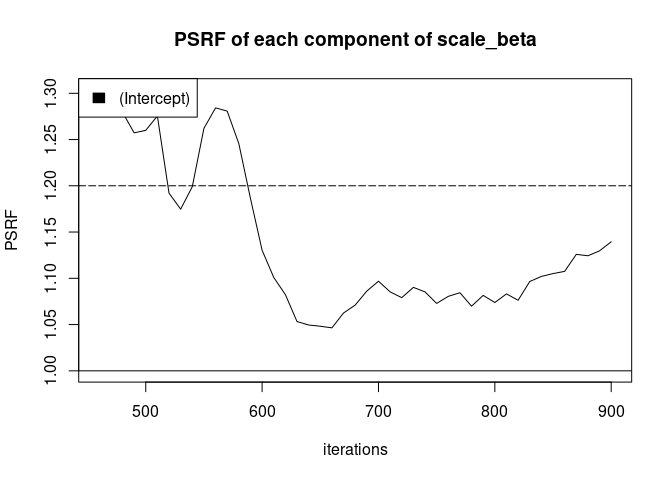 PSRF of each component of scale_beta
(Intercept)
PSRF
1.30
1.25
1.20
1.15
1.10
1.05
1.00
500 600 700 800 900
iterations